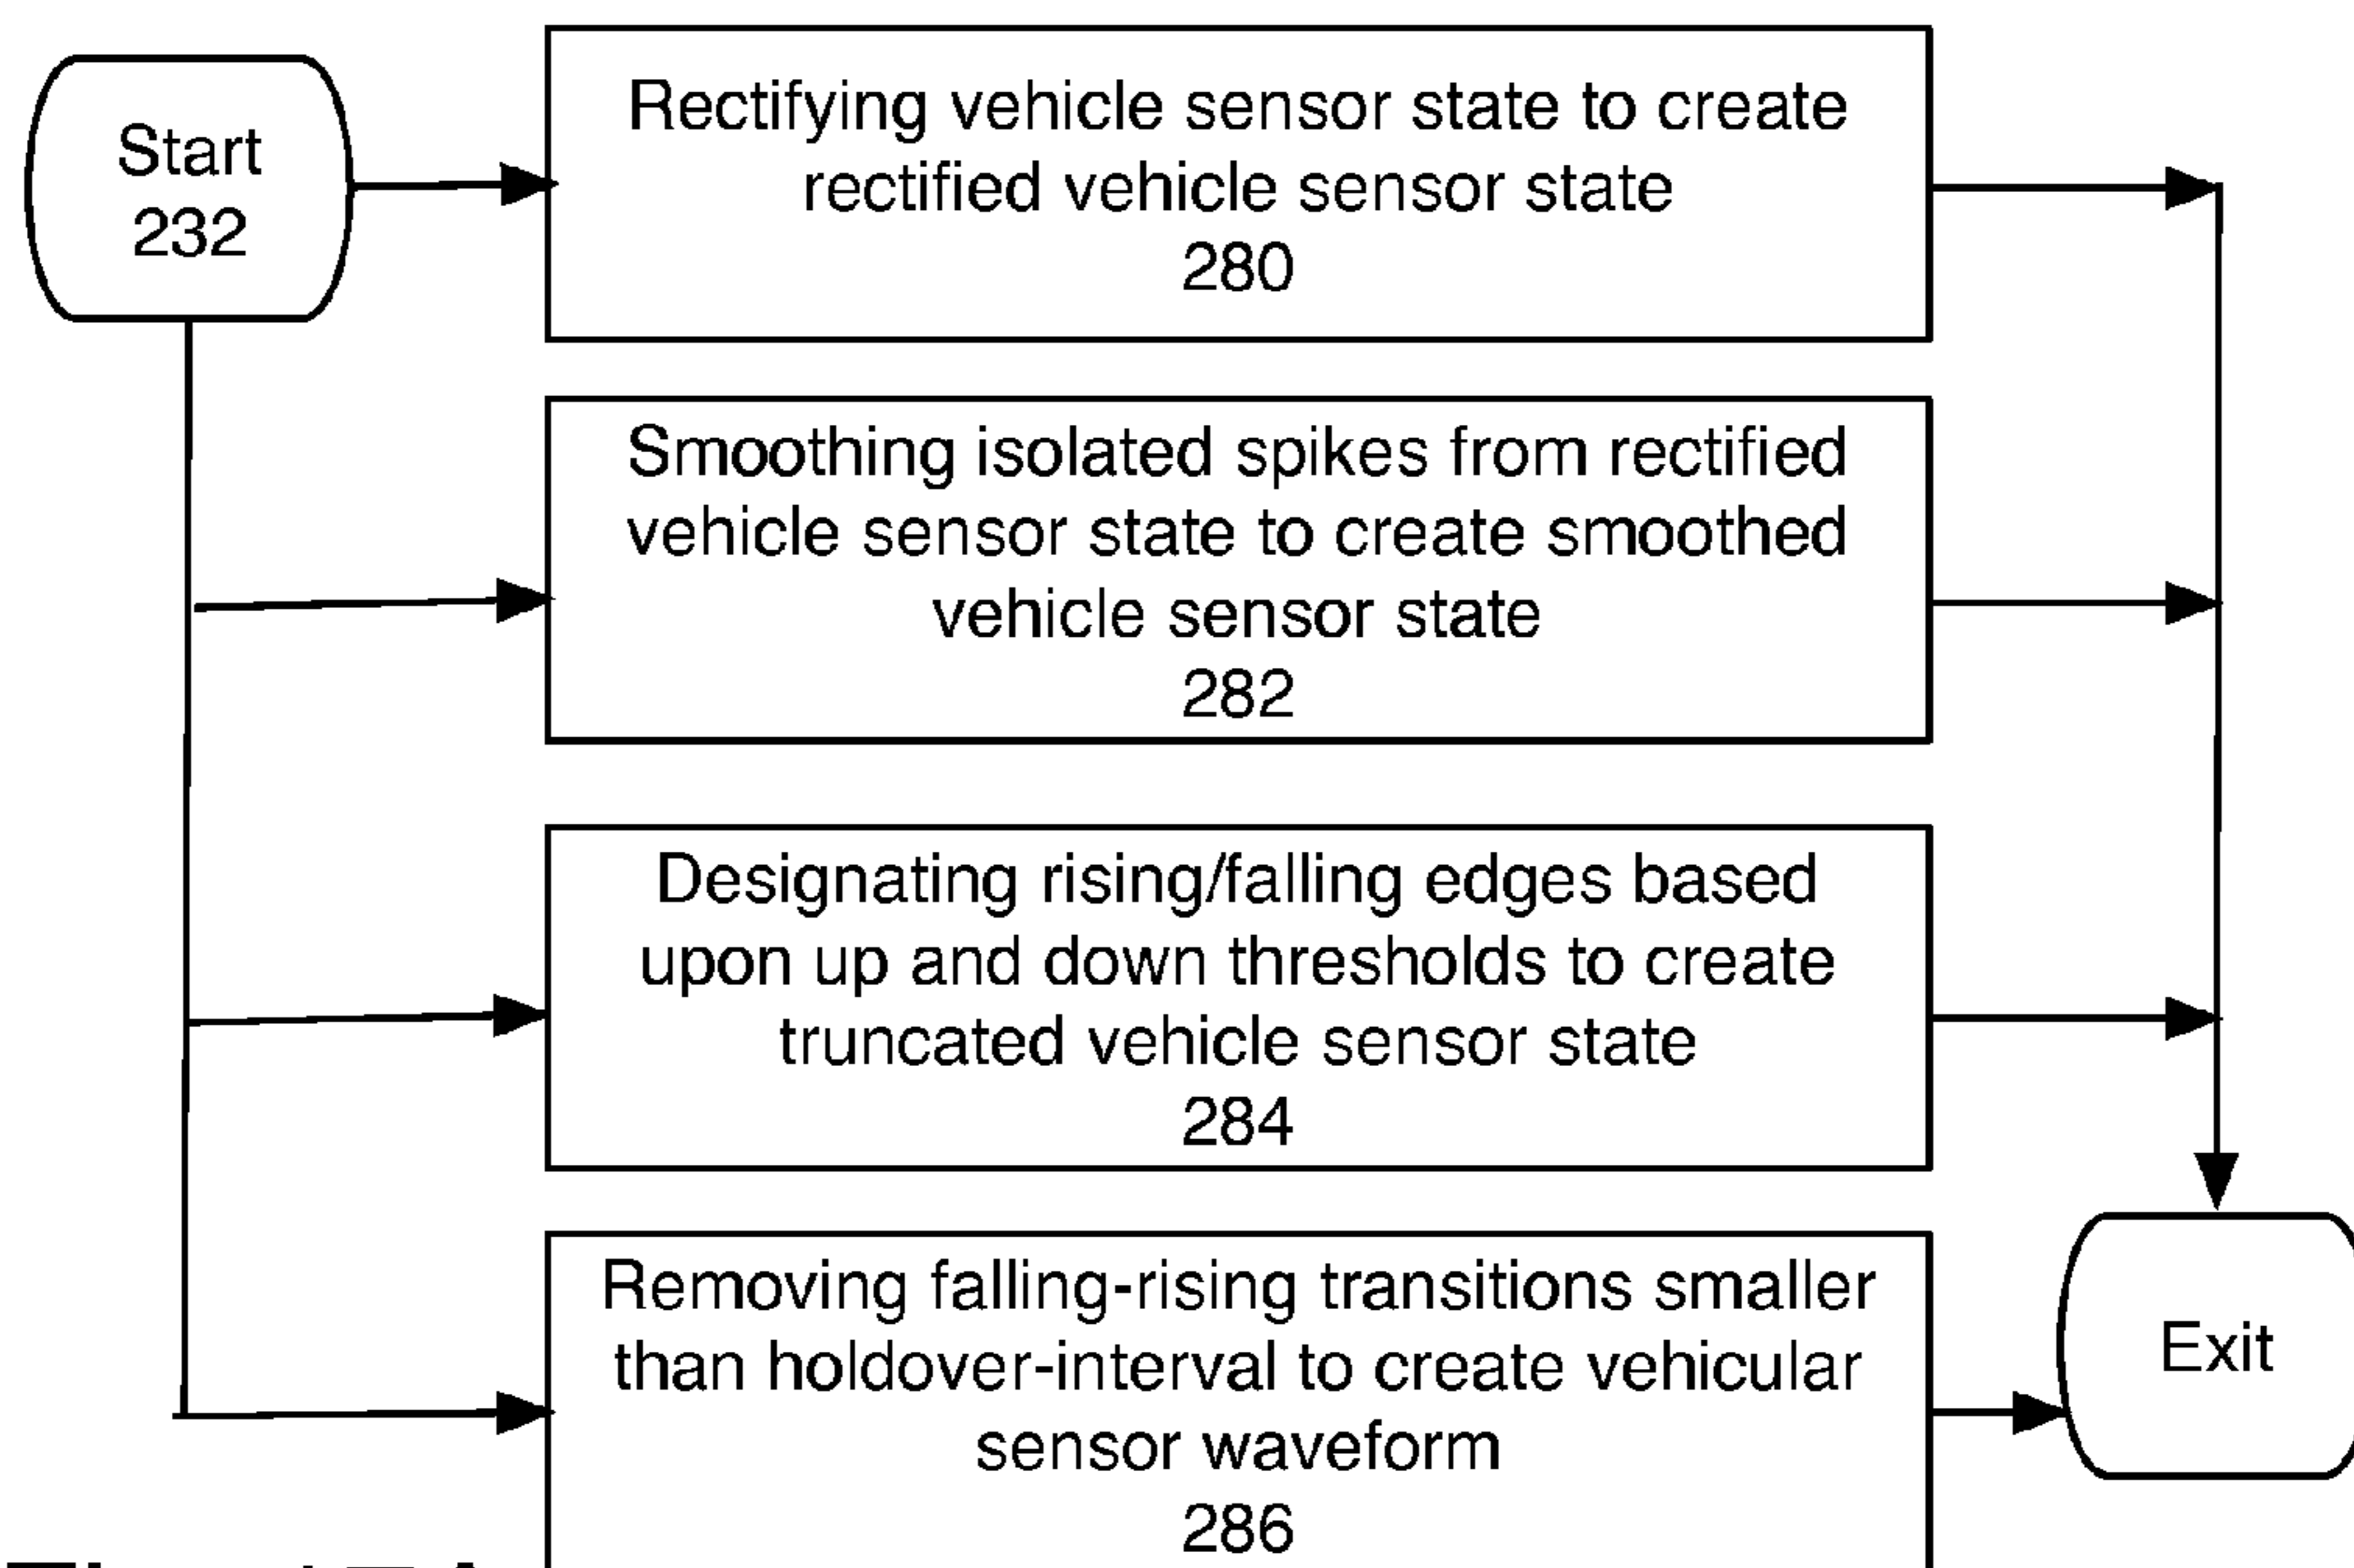 Start
232
Rectifying vehicle sensor state to create
rectified vehicle sensor state
280
Smoothing isolated spikes from rectified
vehicle sensor state to create smoothed
vehicle sensor state
282
Designating rising/falling edges based
upon up and down thresholds to create
truncated vehicle sensor state
284
Removing falling-rising transitions smaller
than holdover-interval to create vehicular
sensor waveform
286
Exit